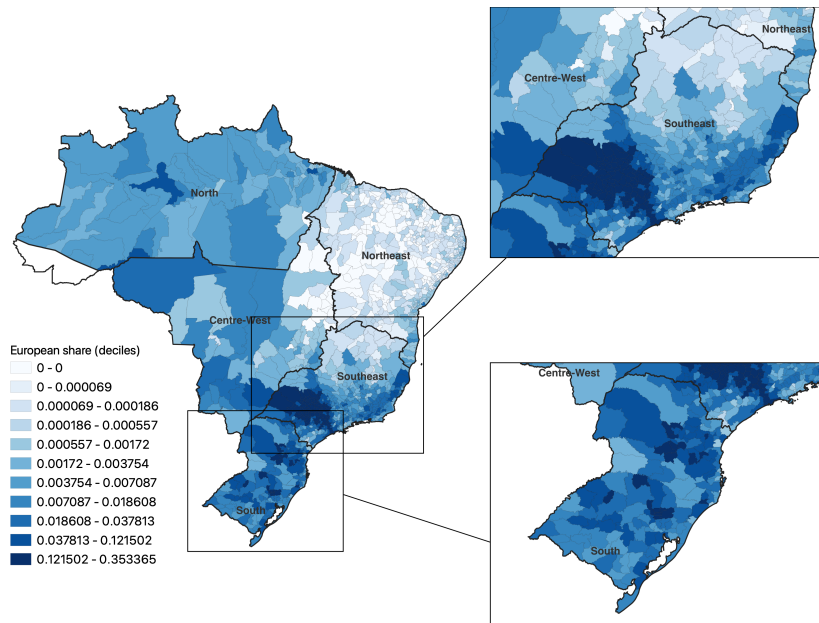 Northeast
Centre-West
Southeast
North
Northeast
Centre-West
Southeast
South
European share (deciles)
0 - 0
0 - 0.000069
0.000069 - 0.000186
0.000186 - 0.000557
0.000557 - 0.00172
0.00172 - 0.003754
0.003754 - 0.007087
0.007087 - 0.018608
0.018608 - 0.037813
0.037813 - 0.121502
0.121502 - 0.353365
Centre-West
South